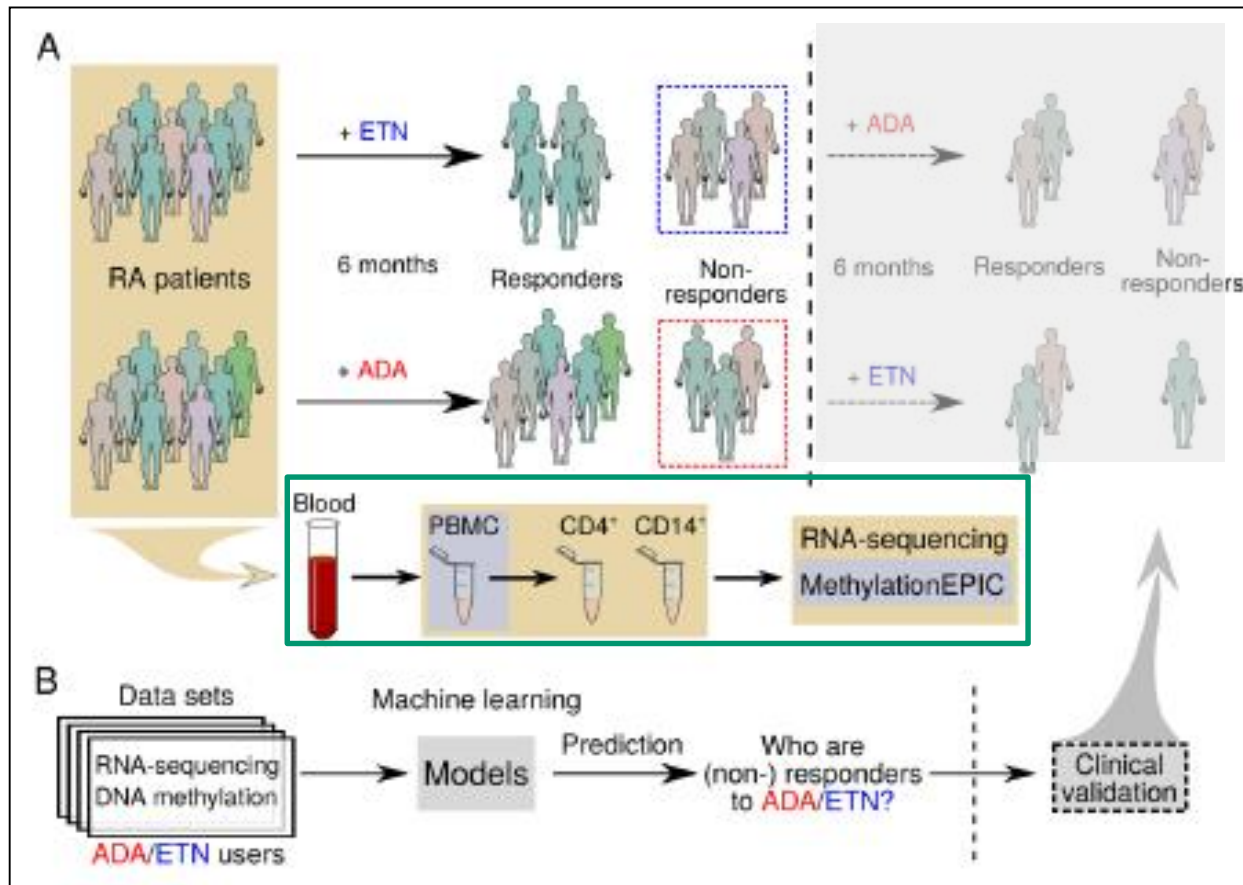 A
+ ETN
+ ADA
RA patients
6 months
Responders
Non-
responders
6 months
Responders
Non-
responders
+ ADA
+ ETN
Blood
PBMC
CD4+
CD14+
RNA-sequencing
MethylationEPIC
B
Data sets
Machine learning
RNA-sequencing
DNA methylation
Models
Prediction
Who are
(non-) responders
to ADA/ETN?
Clinical
validation
ADA/ETN users